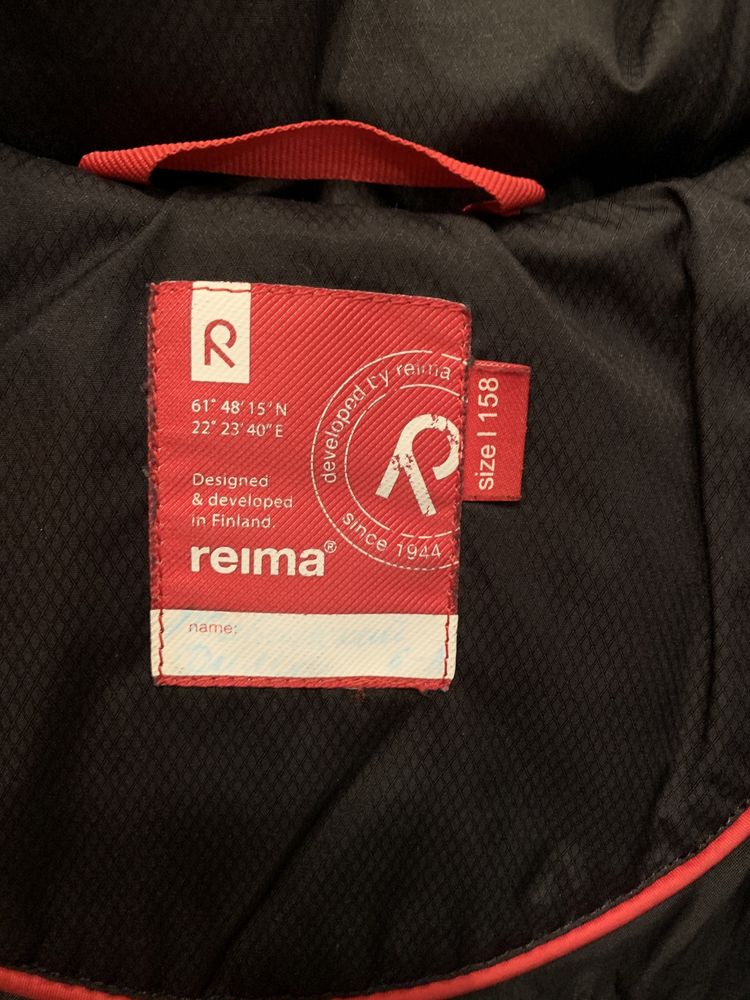 61° 48' 15" N
22° 23' 40" E
Designed
& developed
in Finland.
reima®
developed by reima
since 1944
size | 158
name: